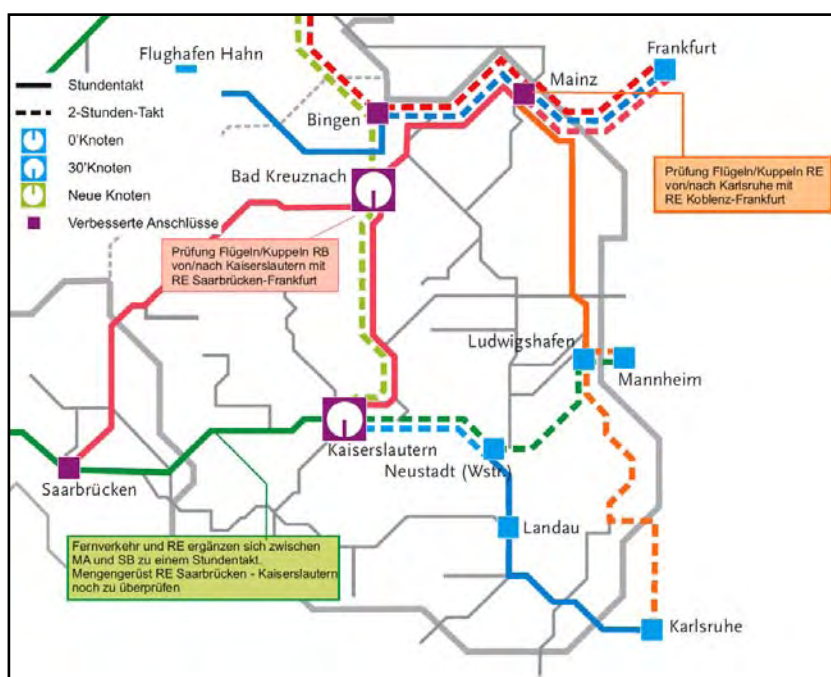 Flughafen Hahn
Frankfurt
Mainz
Stundentakt
2-Stunden-Takt
0'Knoten
30'Knoten
Neue Knoten
Verbesserte Anschlüsse
Bingen
Bad Kreuznach
Prüfung Flügeln/Kuppeln RE
von/nach Karlsruhe mit
RE Koblenz-Frankfurt
Prüfung Flügeln/Kuppeln RB
von/nach Kaiserslautern mit
RE Saarbrücken-Frankfurt
Ludwigshafen
Mannheim
Kaiserslautern
Neustadt (Wstr.)
Saarbrücken
Landau
Fernverkehr und RE ergänzen sich zwischen
MA und SB zu einem Stundentakt.
Mengengerüst RE Saarbrücken - Kaiserslautern
noch zu überprüfen
Karlsruhe